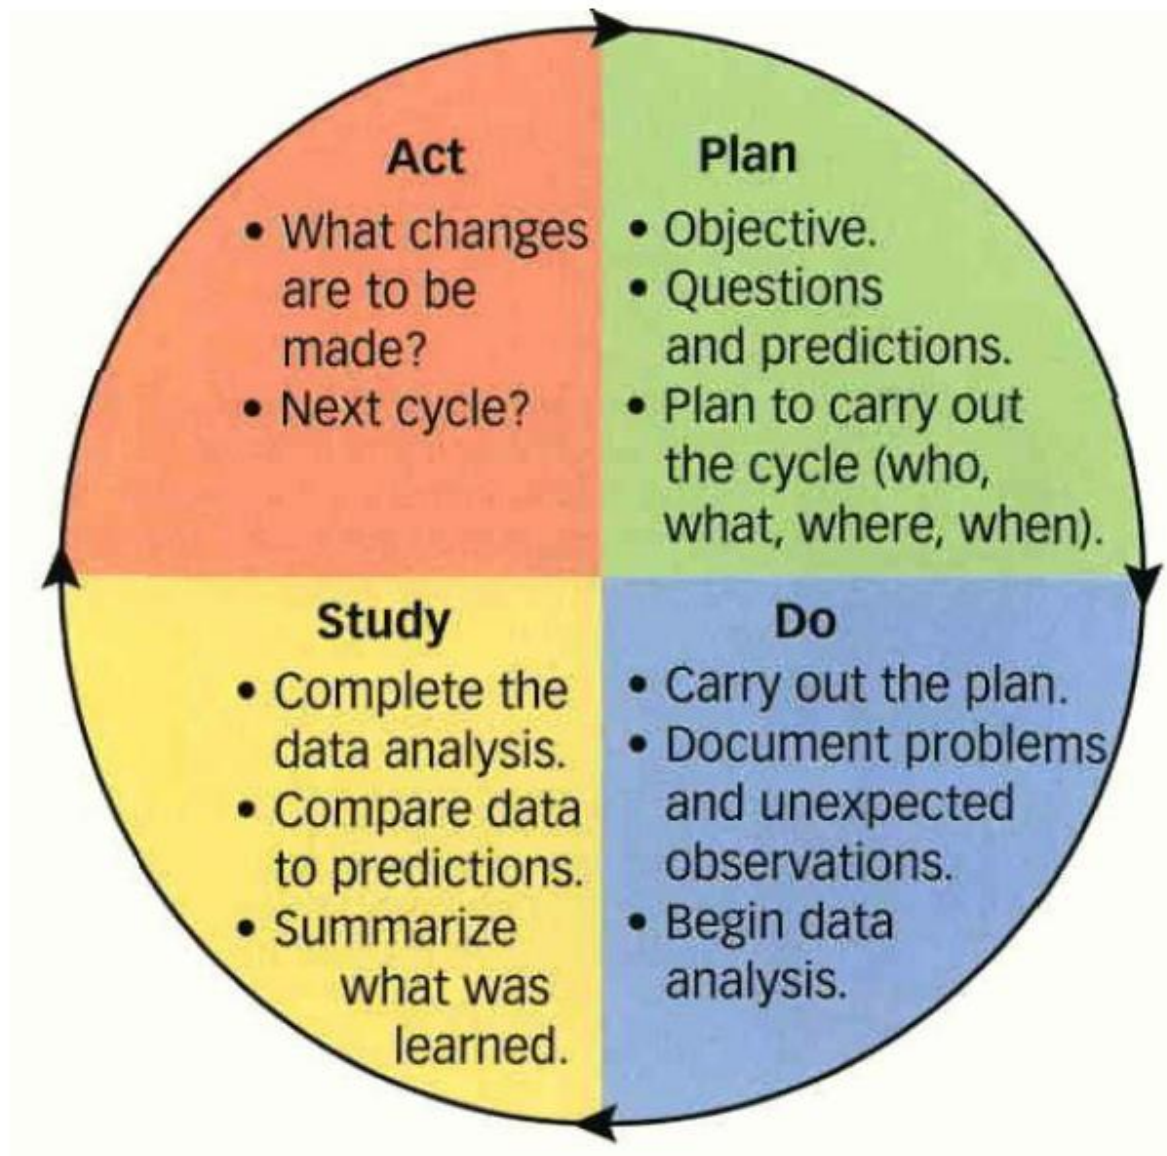 Act
• What changes
are to be
made?
• Next cycle?
Plan
• Objective.
• Questions
and predictions.
• Plan to carry out
the cycle (who,
what, where, when).
Study
• Complete the
data analysis.
• Compare data
to predictions.
• Summarize
what was
learned.
Do
• Carry out the plan.
• Document problems
and unexpected
observations.
• Begin data
analysis.